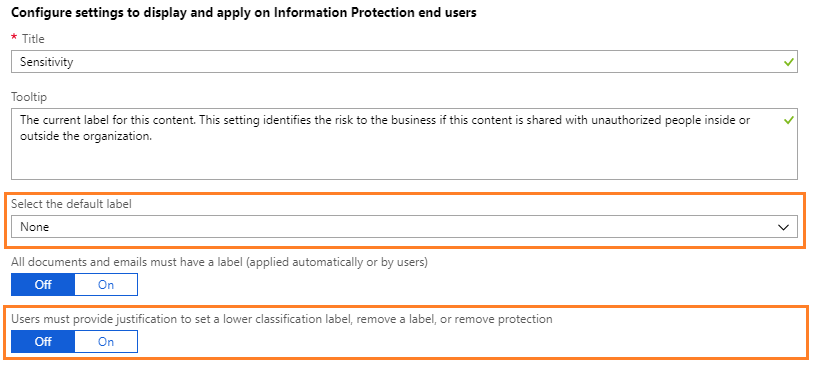 Configure settings to display and apply on Information Protection end users
* Title
Sensitivity
Tooltip
The current label for this content. This setting identifies the risk to the business if this content is shared with unauthorized people inside or
outside the organization.
Select the default label
None
All documents and emails must have a label (applied automatically or by users)
Off On
Users must provide justification to set a lower classification label, remove a label, or remove protection
Off On